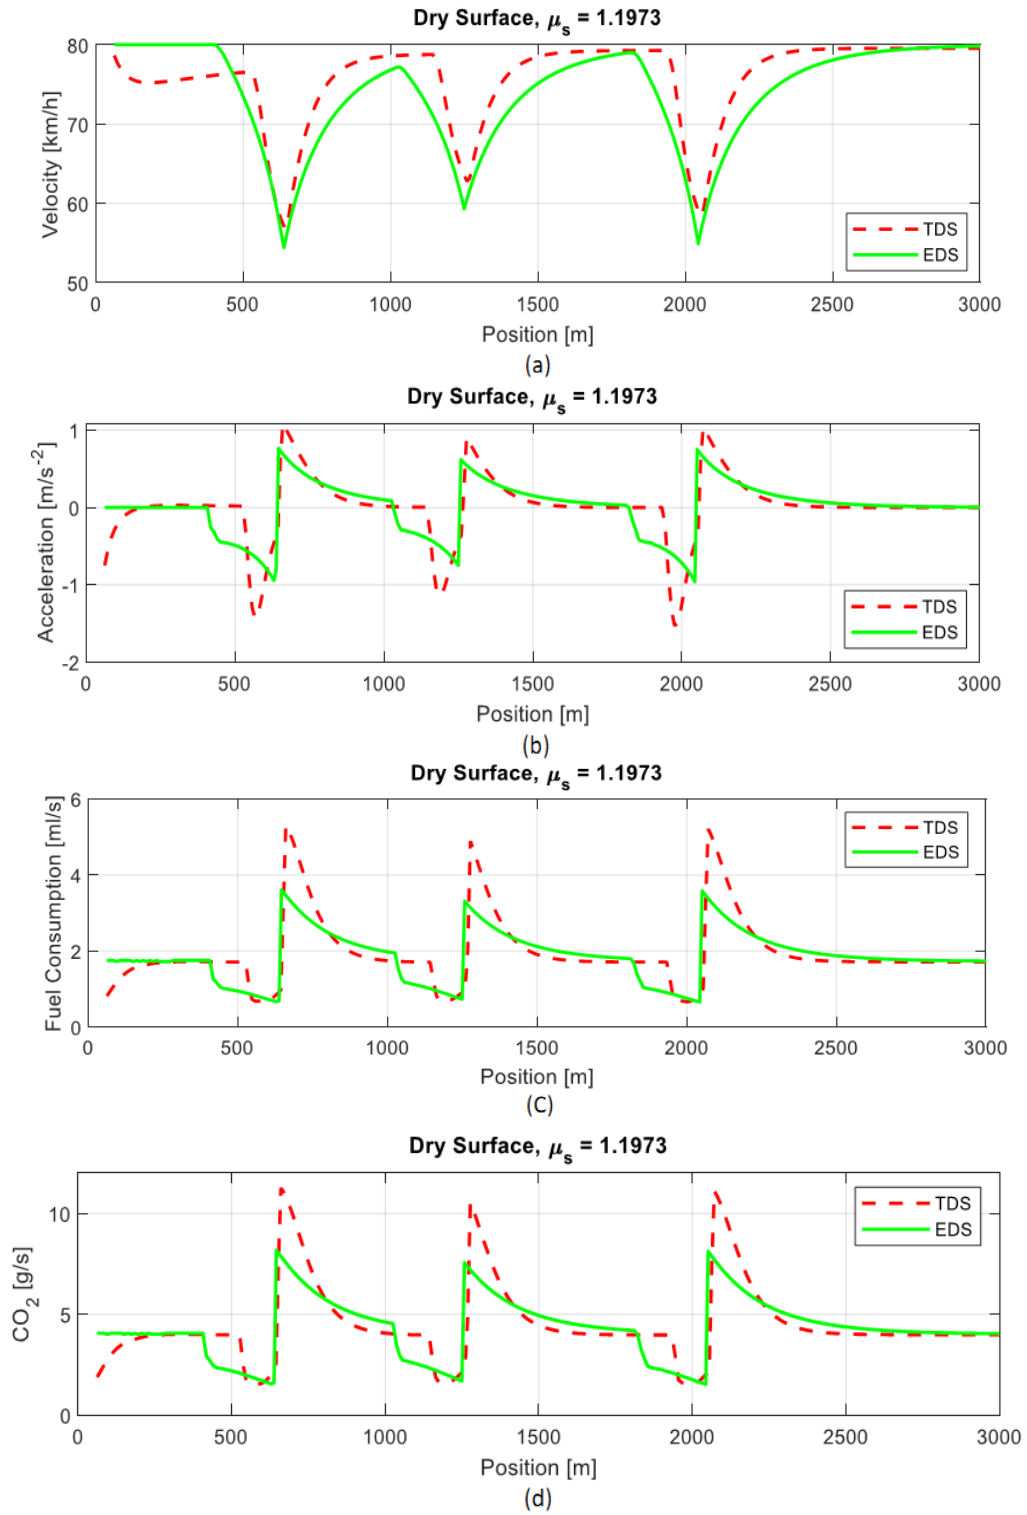 Dry Surface, μs = 1.1973
80
70
60
50
Velocity [km/h]
TDS
EDS
0 500 1000 1500 2000 2500 3000
Position [m]
(a)
Dry Surface, μs = 1.1973
1
0
-1
-2
Acceleration [m/s-2]
TDS
EDS
0 500 1000 1500 2000 2500 3000
Position [m]
(b)
Dry Surface, μs = 1.1973
6
4
2
0
Fuel Consumption [ml/s]
TDS
EDS
0 500 1000 1500 2000 2500 3000
Position [m]
(C)
Dry Surface, μs = 1.1973
10
5
0
CO2 [g/s]
TDS
EDS
0 500 1000 1500 2000 2500 3000
Position [m]
(d)